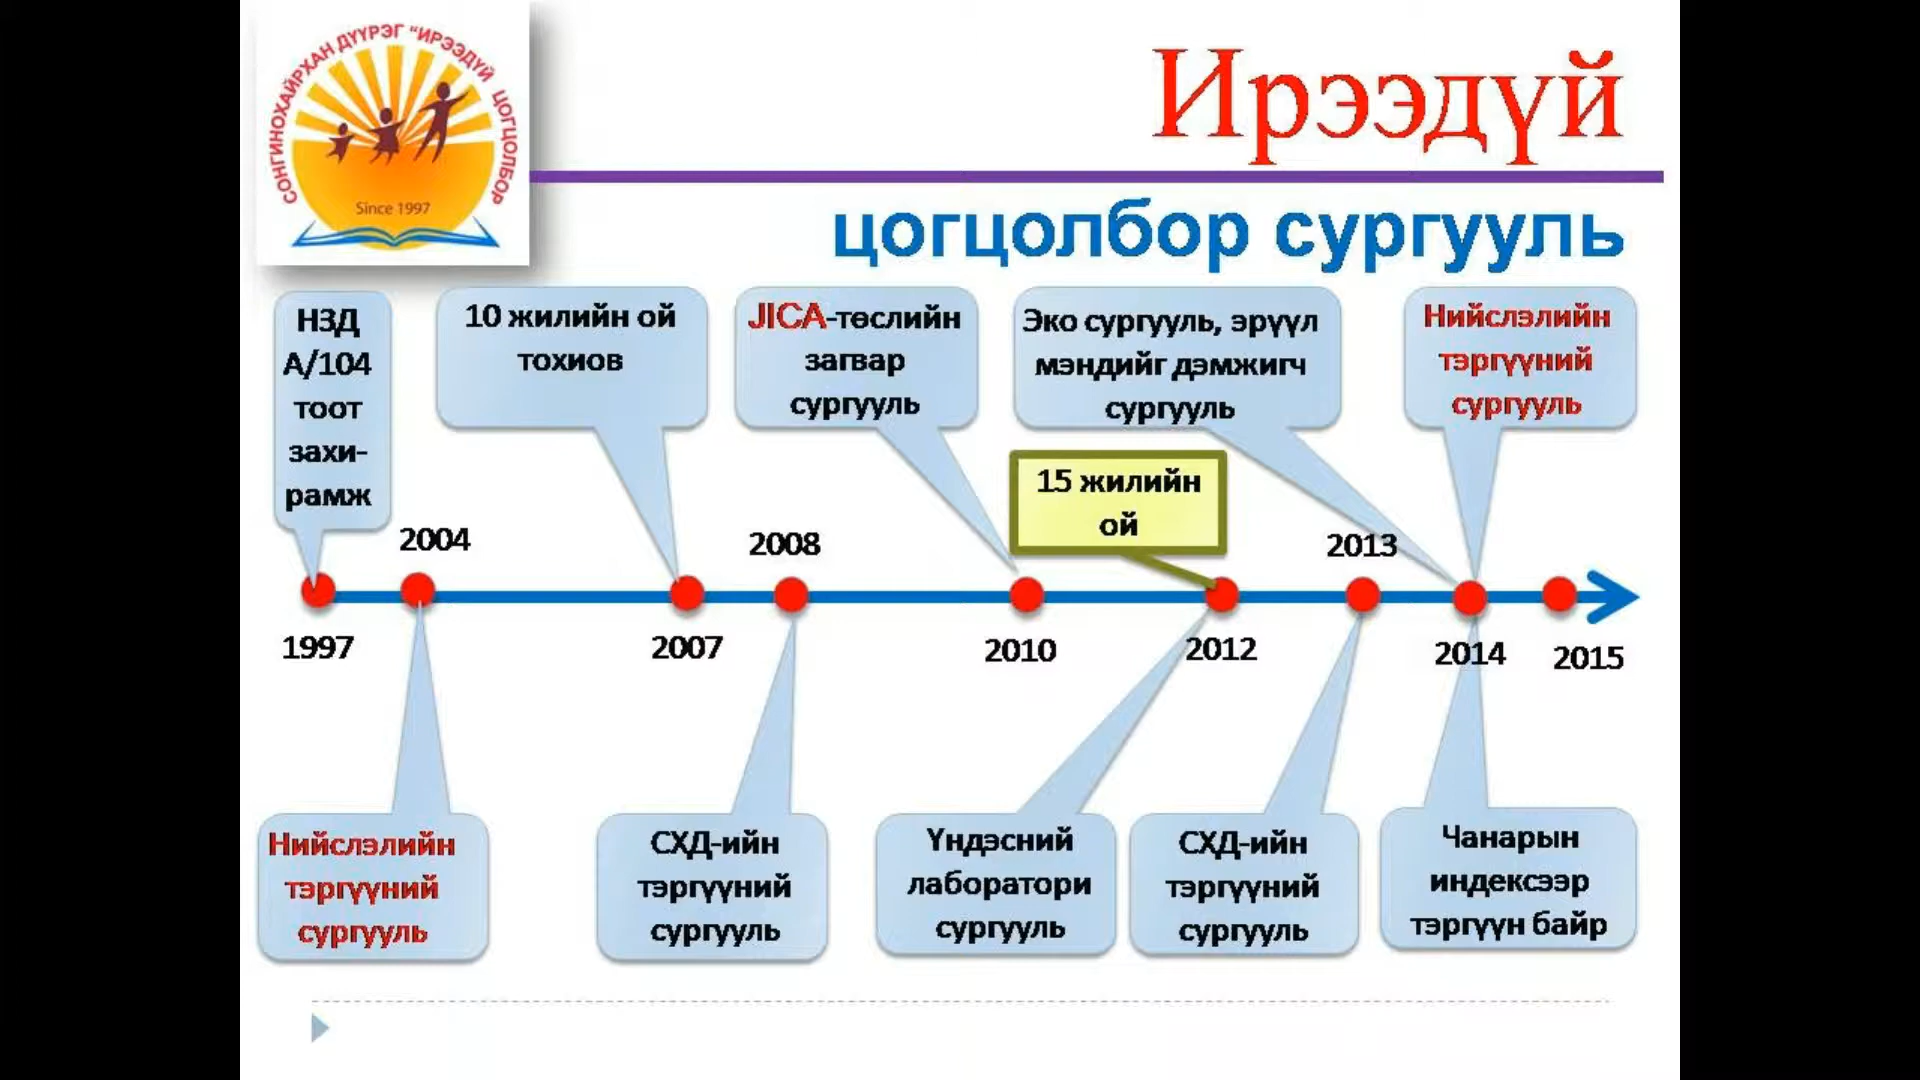 СОНГИНОХАЙРХАН ДҮҮРЭГ "ИРЭЭДҮЙ ЦОГЦОЛБОР
Since 1997
Ирээдүй
цогцолбор сургууль
НЗД
А/104
тоот
захи-
рамж
10 жилийн ой
тохиов
JICA-төслийн
загвар
сургууль
Эко сургууль, эрүүл
мэндийг дэмжигч
сургууль
Нийслэлийн
тэргүүний
сургууль
15 жилийн
ой
2004
2008
2013
1997
2007
2010
2012
2014
2015
Нийслэлийн
тэргүүний
сургууль
СХД-ийн
тэргүүний
сургууль
Үндэсний
лаборатори
сургууль
СХД-ийн
тэргүүний
сургууль
Чанарын
индексээр
тэргүүн байр